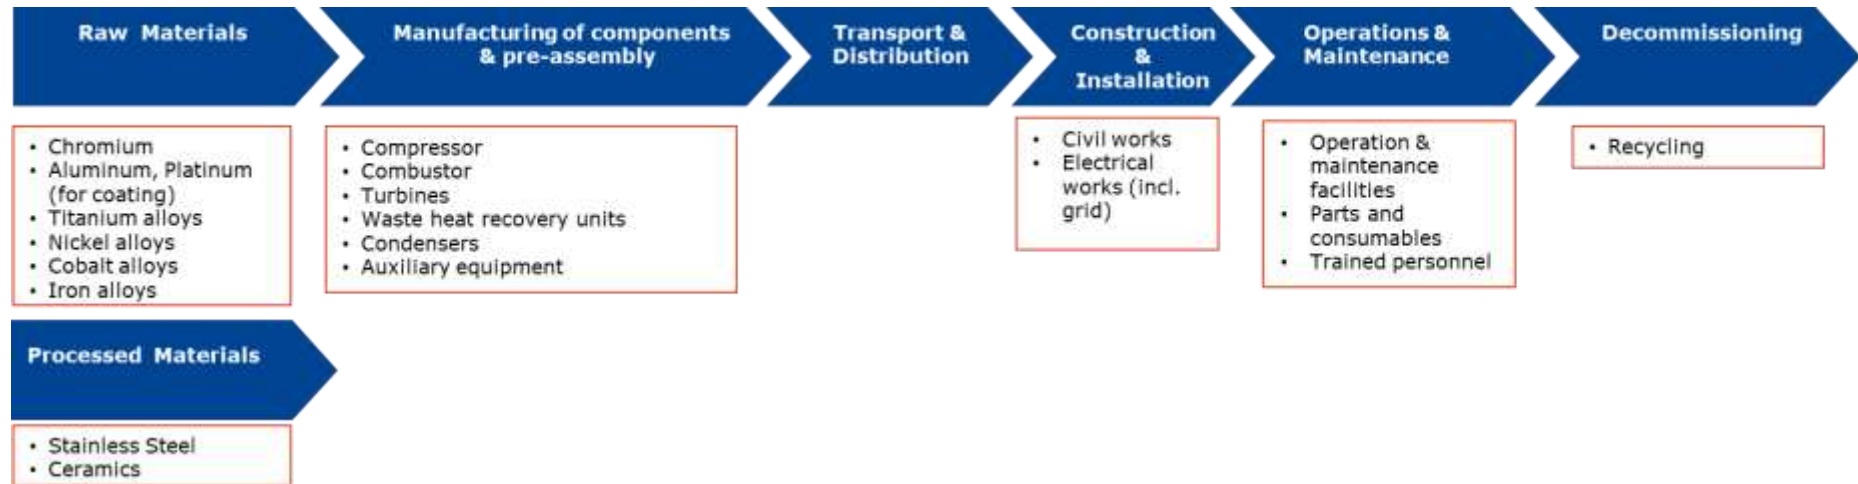 Raw Materials
Manufacturing of components
& pre-assembly
Transport &
Distribution
Construction
&
Installation
Operations &
Maintenance
Decommissioning
• Chromium
• Aluminum, Platinum
(for coating)
• Titanium alloys
• Nickel alloys
• Cobalt alloys
• Iron alloys
• Compressor
• Combustor
• Turbines
• Waste heat recovery units
• Condensers
• Auxiliary equipment
• Civil works
• Electrical
works (incl.
grid)
• Operation &
maintenance
facilities
• Parts and
consumables
• Trained personnel
• Recycling
Processed Materials
• Stainless Steel
• Ceramics